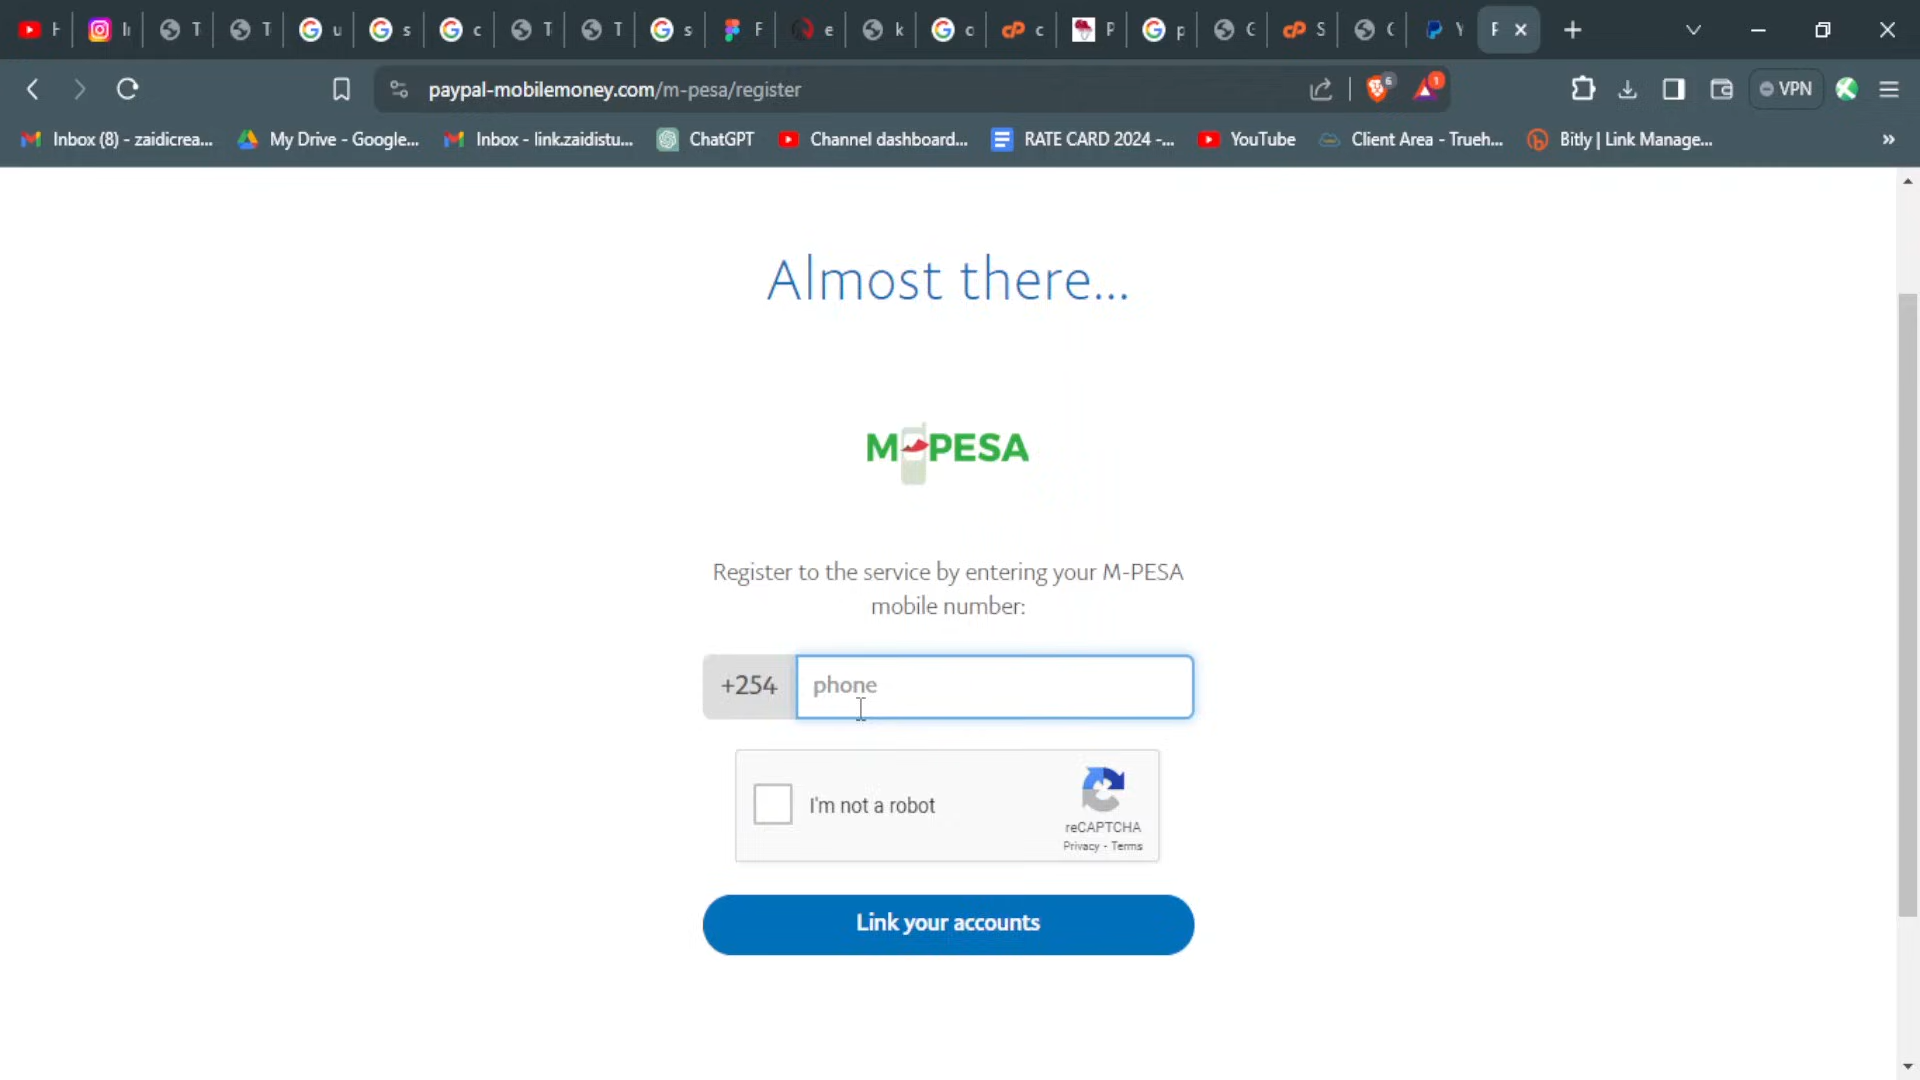 H
I
T
T
u
s
c
T
T
s
F
e
k
c
P
p
G
S
C
Y
F
paypal-mobilemoney.com/m-pesa/register
6
1
VPN
Inbox (8) - zaidicrea...
My Drive - Google...
Inbox - link.zaidistu...
ChatGPT
Channel dashboard...
RATE CARD 2024 -...
YouTube
Client Area - Trueh...
Bitly | Link Manage...
Almost there...
M-PESA
Register to the service by entering your M-PESA
mobile number:
+254
phone
I'm not a robot
reCAPTCHA
Privacy - Terms
Link your accounts